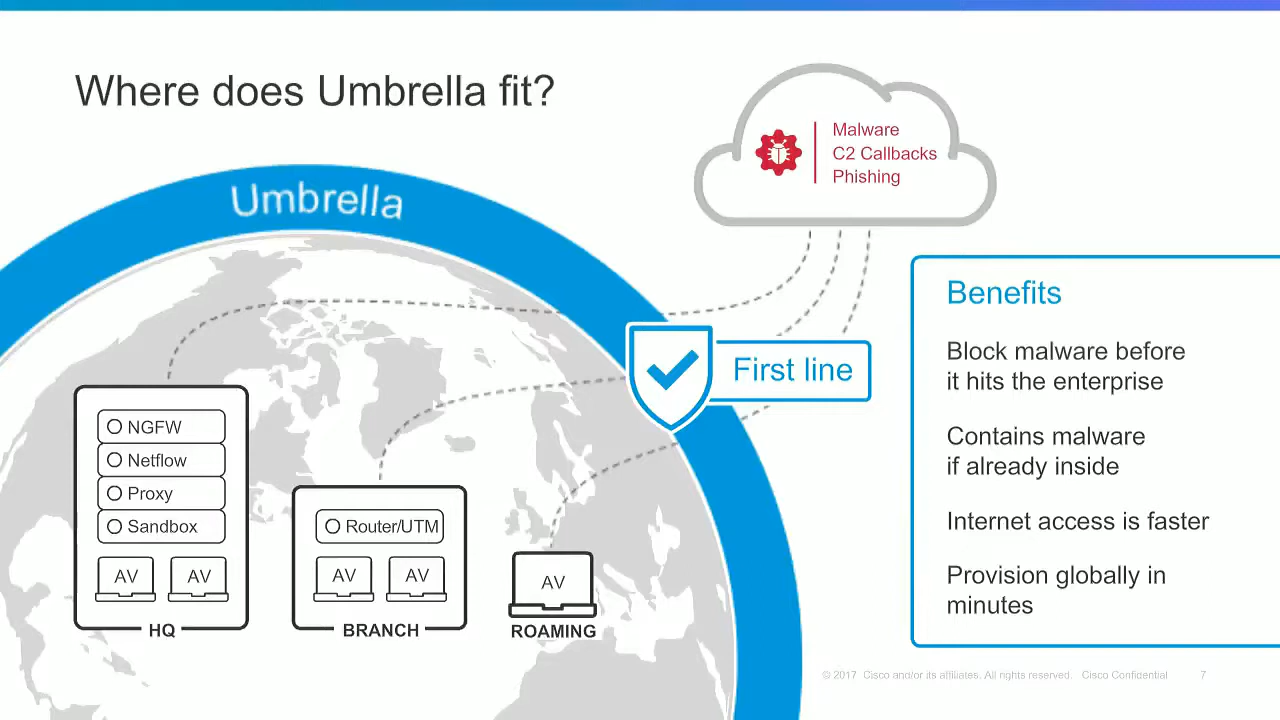 Where does Umbrella fit?
Malware
C2 Callbacks
Phishing
Umbrella
First line
NGFW
Netflow
Proxy
Sandbox
AV AV
HQ
Router/UTM
AV AV
BRANCH
AV
ROAMING
Benefits
Block malware before
it hits the enterprise
Contains malware
if already inside
Internet access is faster
Provision globally in
minutes
© 2017 Cisco and/or its affiliates. All rights reserved. Cisco Confidential 7